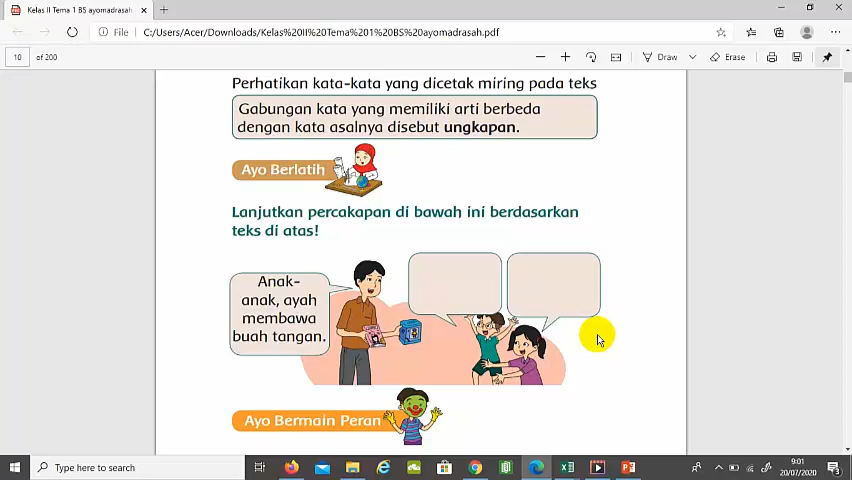 Kelas II Tema 1 BS ayomadrasah.
File
C:/Users/Acer/Downloads/Kelas%20II%20Tema%201%20BS%20ayomadrasah.pdf
10 of 200
Draw
Erase
Perhatikan kata-kata yang dicetak miring pada teks
Gabungan kata yang memiliki arti berbeda
dengan kata asalnya disebut ungkapan.
Ayo Berlatih
Lanjutkan percakapan di bawah ini berdasarkan
teks di atas!
Anak-
anak, ayah
membawa
buah tangan.
Ayo Bermain Peran
Type here to search
9:01
20/07/2020